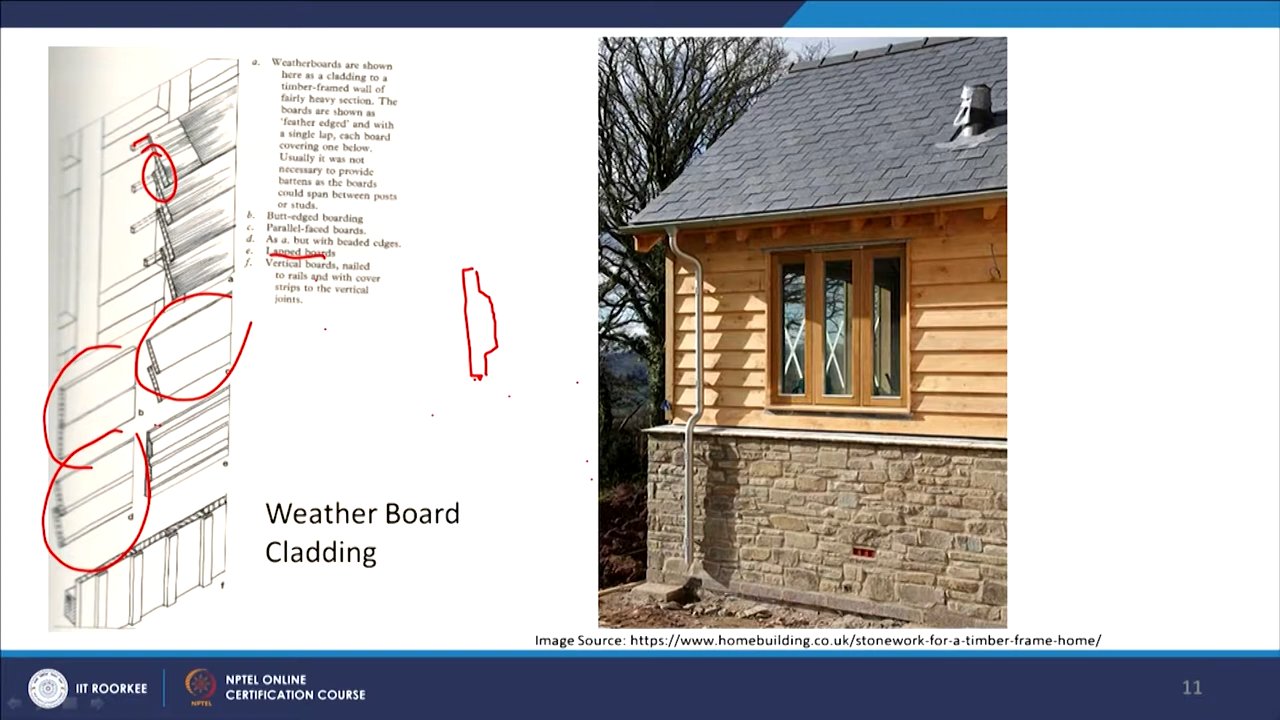 a. Weatherboards are shown
here as a cladding to a
timber-framed wall of
fairly heavy section. The
boards are shown as
'feather edged' and with
a single lap, each board
covering one below.
Usually it was not
necessary to provide
battens as the boards
could span between posts
or studs.
b. Butt-edged boarding
c. Parallel-faced boards.
d. As a, but with beaded edges.
e. Lapped boards
f. Vertical boards, nailed
to rails and with cover
strips to the vertical
joints.
a
c
b
e
d
f
Weather Board
Cladding
Image Source: https://www.homebuilding.co.uk/stonework-for-a-timber-frame-home/
IIT ROORKEE
NPTEL
NPTEL ONLINE
CERTIFICATION COURSE
11